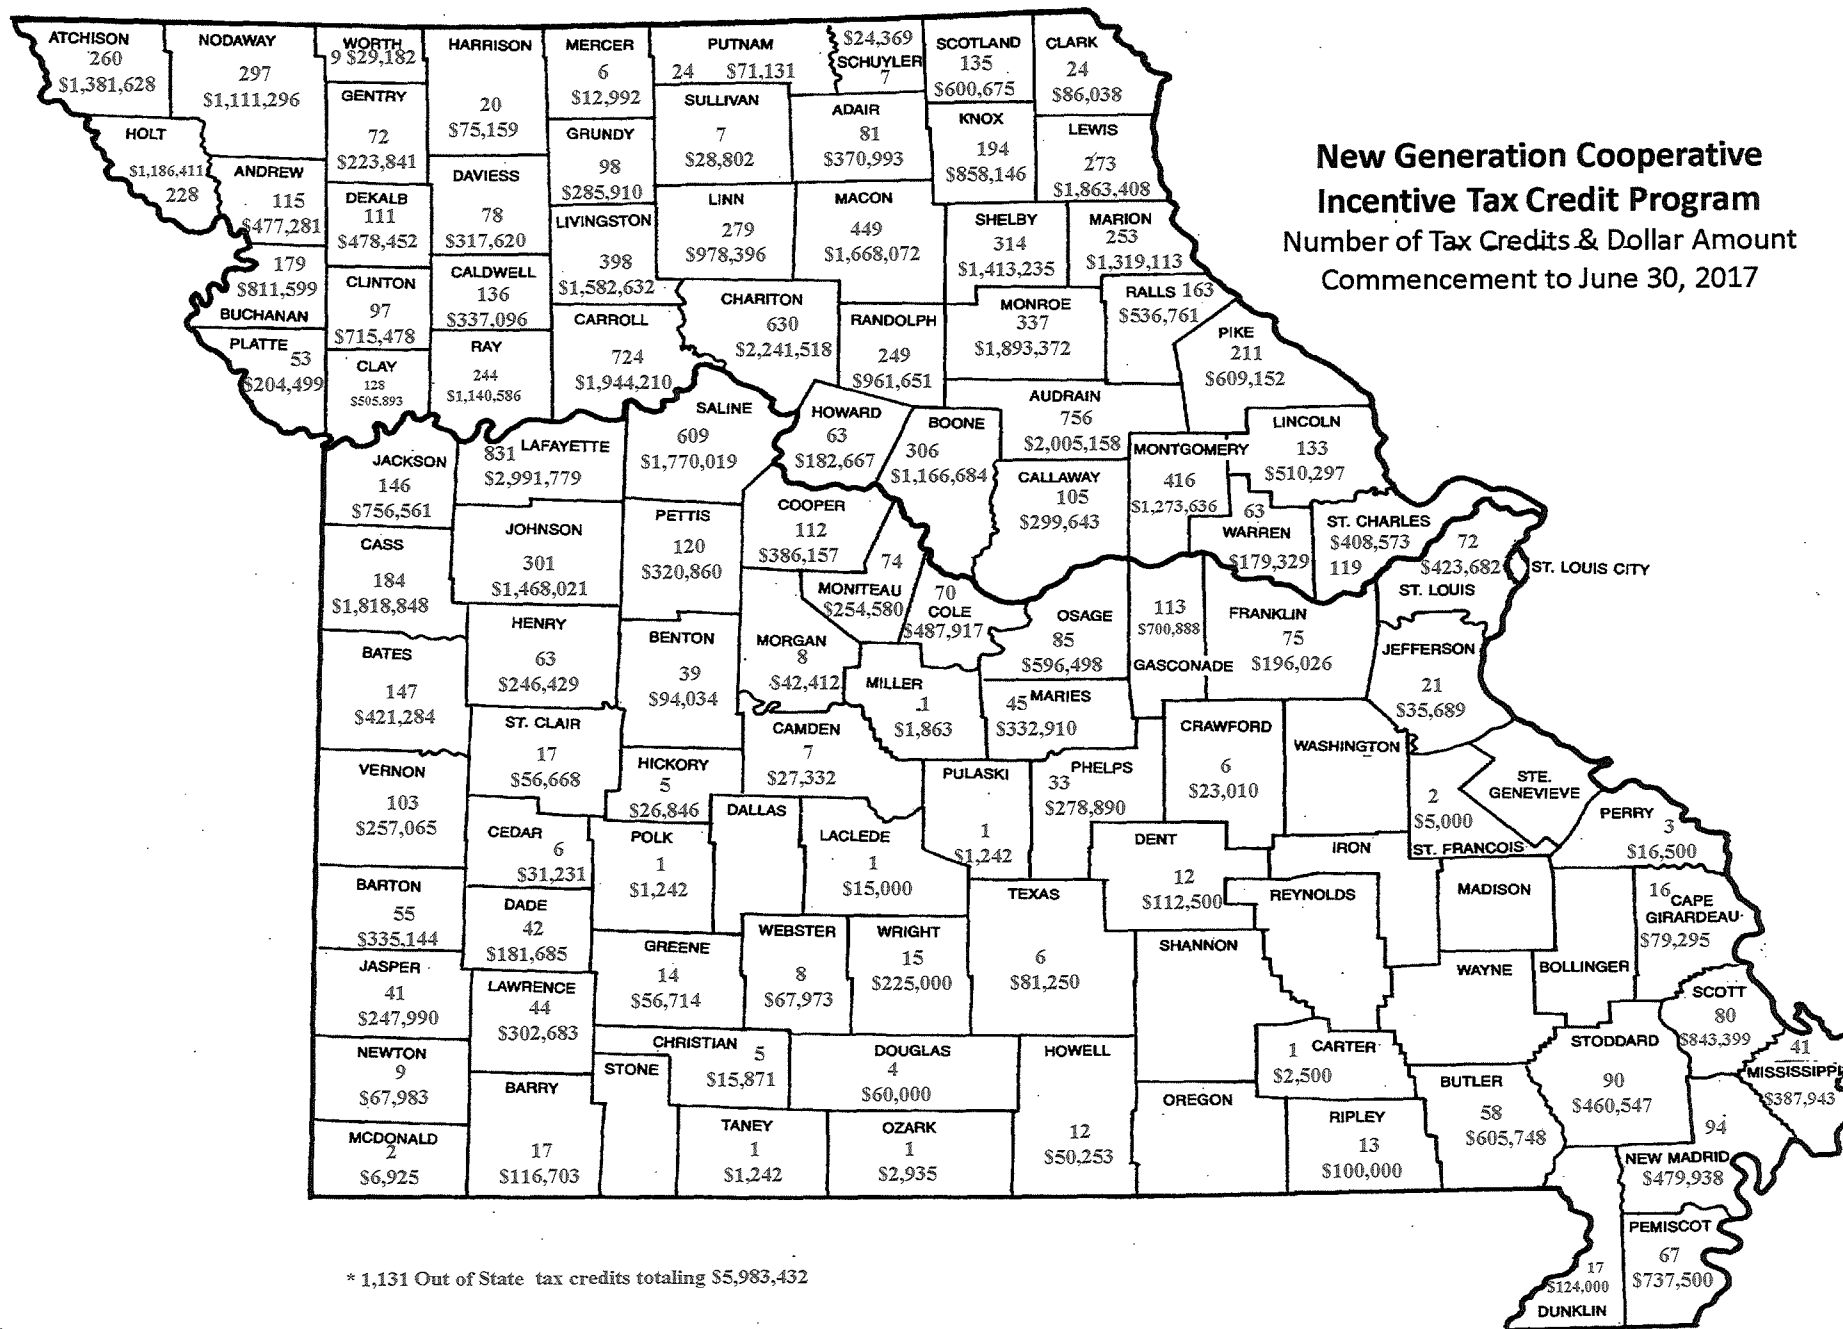 New Generation Cooperative
Incentive Tax Credit Program
Number of Tax Credits & Dollar Amount
Commencement to June 30, 2017
ATCHISON
260
$1,381,628
NODAWAY
297
$1,111,296
WORTH
9 $29,182
HARRISON
20
$75,159
MERCER
6
$12,992
PUTNAM
24 $71,131
$24,369
SCHUYLER
7
SCOTLAND
135
$600,675
CLARK
24
$86,038
HOLT
$1,186,411
228
ANDREW
115
$477,281
GENTRY
72
$223,841
DEKALB
111
$478,452
DAVIESS
78
$317,620
GRUNDY
98
$285,910
SULLIVAN
7
$28,802
ADAIR
81
$370,993
KNOX
194
$858,146
LEWIS
273
$1,863,408
LIVINGSTON
398
$1,582,632
LINN
279
$978,396
MACON
449
$1,668,072
SHELBY
314
$1,413,235
MARION
253
$1,319,113
179
$811,599
BUCHANAN
CLINTON
97
$715,478
CALDWELL
136
$337,096
CARROLL
724
$1,944,210
CHARITON
630
$2,241,518
RANDOLPH
249
$961,651
MONROE
337
$1,893,372
RALLS 163
$536,761
PIKE
211
$609,152
PLATTE
53
$204,499
CLAY
128
$505,893
RAY
244
$1,140,586
SALINE
609
$1,770,019
HOWARD
63
$182,667
BOONE
306
$1,166,684
AUDRAIN
756
$2,005,158
MONTGOMERY
416
$1,273,636
LINCOLN
133
$510,297
JACKSON
146
$756,561
831 LAFAYETTE
$2,991,779
COOPER
112
$386,157
CALLAWAY
105
$299,643
63
WARREN
$179,329
ST. CHARLES
$408,573
119
72
$423,682
ST. LOUIS
ST. LOUIS CITY
CASS
184
$1,818,848
JOHNSON
301
$1,468,021
PETTIS
120
$320,860
74
MONITEAU
$254,580
70
COLE
$487,917
OSAGE
85
$596,498
113
$700,888
GASCONADE
FRANKLIN
75
$196,026
JEFFERSON
21
$35,689
BATES
147
$421,284
HENRY
63
$246,429
BENTON
39
$94,034
MORGAN
8
$42,412
MILLER
1
$1,863
45 MARIES
$332,910
ST. CLAIR
17
$56,668
CAMDEN
7
$27,332
CRAWFORD
6
$23,010
WASHINGTON
VERNON
103
$257,065
HICKORY
5
$26,846
DALLAS
PULASKI
1
$1,242
PHELPS
33
$278,890
2
$5,000
ST. FRANCOIS
STE.
GENEVIEVE
PERRY
3
$16,500
CEDAR
6
$31,231
POLK
1
$1,242
LACLEDE
1
$15,000
DENT
12
$112,500
IRON
BARTON
55
$335,144
DADE
42
$181,685
TEXAS
6
$81,250
REYNOLDS
MADISON
16
CAPE
GIRARDEAU
$79,295
JASPER
41
$247,990
LAWRENCE
44
$302,683
GREENE
14
$56,714
WEBSTER
8
$67,973
WRIGHT
15
$225,000
SHANNON
WAYNE
BOLLINGER
SCOTT
80
$843,399
NEWTON
9
$67,983
CHRISTIAN
5
$15,871
STONE
DOUGLAS
4
$60,000
HOWELL
12
$50,253
1
CARTER
$2,500
STODDARD
90
$460,547
41
MISSISSIPPI
$387,943
MCDONALD
2
$6,925
BARRY
17
$116,703
TANEY
1
$1,242
OZARK
1
$2,935
OREGON
RIPLEY
13
$100,000
BUTLER
58
$605,748
94
NEW MADRID
$479,938
PEMISCOT
67
$737,500
17
$124,000
DUNKLIN
* 1,131 Out of State tax credits totaling $5,983,432